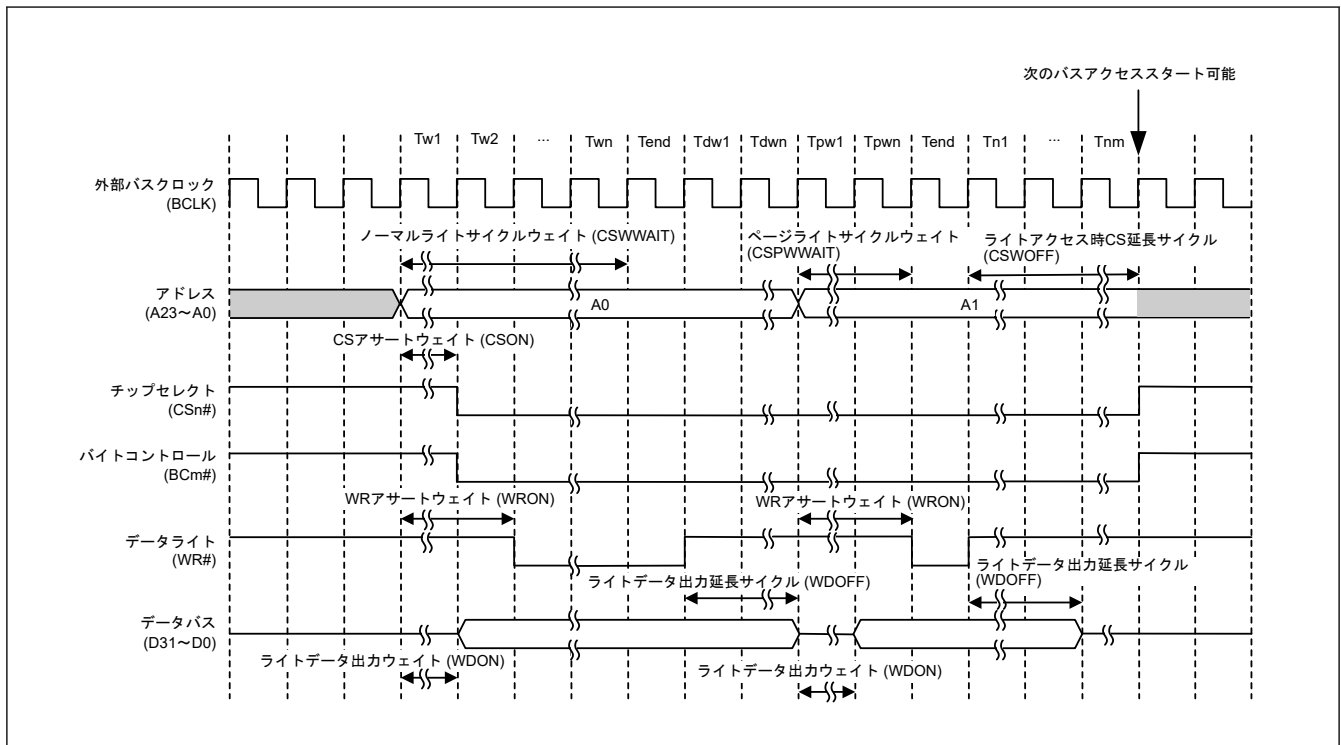 次のバスアクセススタート可能
Tw1 Tw2 ... Twn Tend Tdw1 Tdwn Tpw1 Tpwn Tend Tn1 ... Tnm
外部バスクロック
(BCLK)
ノーマルライトサイクルウェイト (CSWWAIT)
ページライトサイクルウェイト
(CSPWWAIT)
ライトアクセス時CS延長サイクル
(CSWOFF)
アドレス
(A23～A0)
A0
A1
CSアサートウェイト (CSON)
チップセレクト
(CSn#)
バイトコントロール
(BCm#)
WRアサートウェイト (WRON)
WRアサートウェイト (WRON)
データライト
(WR#)
ライトデータ出力延長サイクル (WDOFF)
ライトデータ出力延長サイクル
(WDOFF)
データバス
(D31～D0)
ライトデータ出力ウェイト (WDON)
ライトデータ出力ウェイト (WDON)